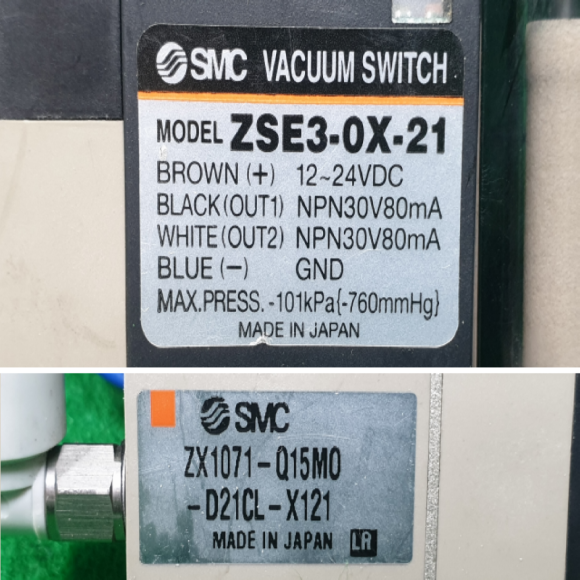 SMC VACUUM SWITCH
MODEL ZSE3-0X-21
BROWN (+) 12~24VDC
BLACK(OUT1) NPN30V80mA
WHITE(OUT2) NPN30V80mA
BLUE (−) GND
MAX.PRESS. -101kPa{-760mmHg}
MADE IN JAPAN
SMC
ZX1071-Q15MO
-D21CL-X121
MADE IN JAPAN LR